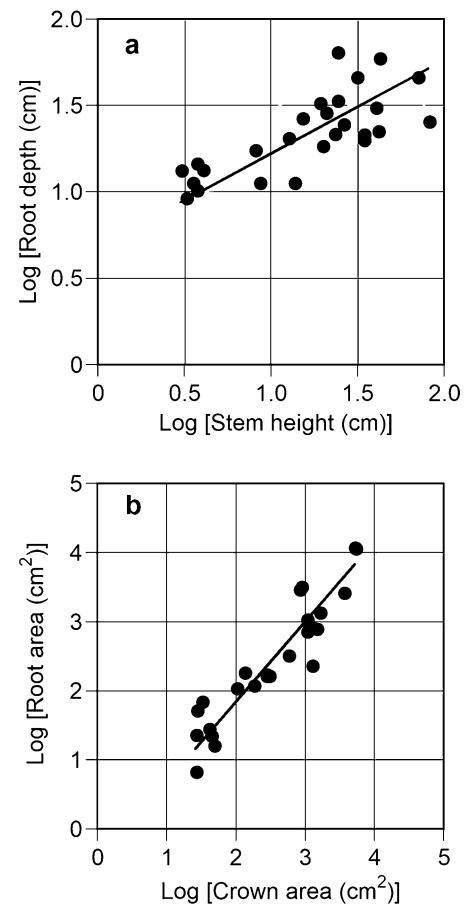 2.0
a
1.5
1.0
0.5
0
Log [Root depth (cm)]
0 0.5 1.0 1.5 2.0
Log [Stem height (cm)]
5
b
4
3
2
1
0
Log [Root area (cm²)]
0 1 2 3 4 5
Log [Crown area (cm²)]